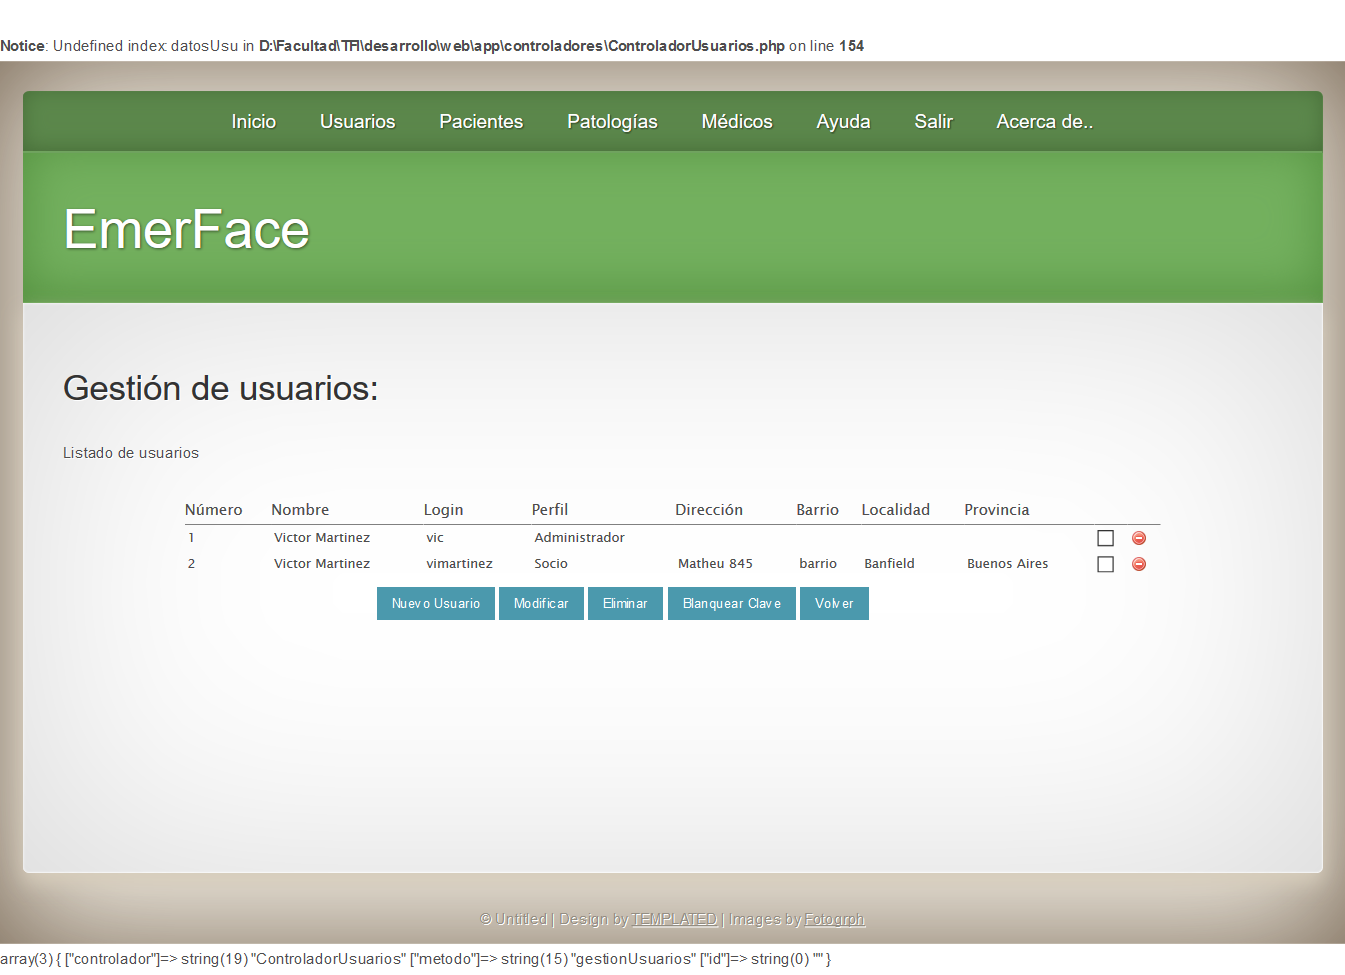 Notice: Undefined index: datosUsu in D:\Facultad\TFI\desarrollo\web\app\controladores\ControladorUsuarios.php on line 154
Inicio Usuarios Pacientes Patologías Médicos Ayuda Salir Acerca de..
EmerFace
Gestión de usuarios:
Listado de usuarios
Número Nombre Login Perfil Dirección Barrio Localidad Provincia
1 Victor Martinez vic Administrador
2 Victor Martinez vimartinez Socio Matheu 845 barrio Banfield Buenos Aires
Nuevo Usuario Modificar Eliminar Blanquear Clave Volver
© Untitled | Design by TEMPLATED | Images by Fotogrph
array(3) { ["controlador"]=> string(19) "ControladorUsuarios" ["metodo"]=> string(15) "gestionUsuarios" ["id"]=> string(0) "" }